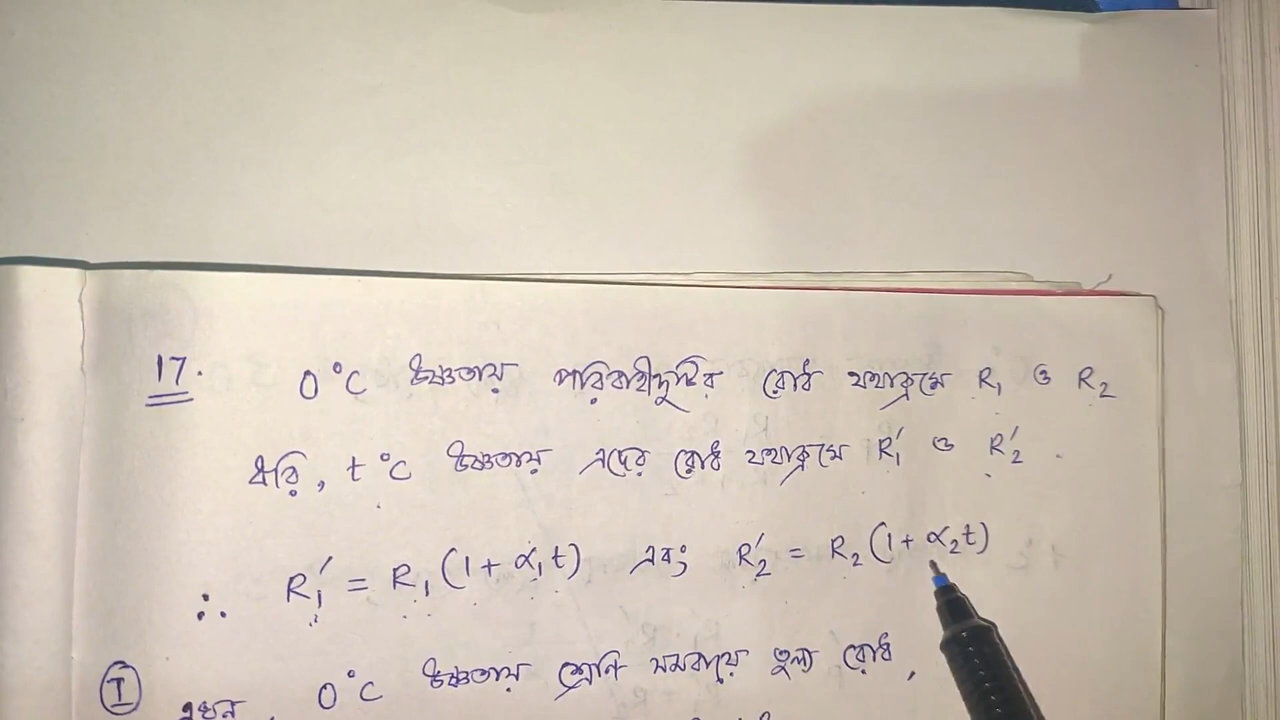 17. 0°C উষ্ণতায় পরিবাহীদুটির রোধ যথাক্রমে R₁ ও R₂
ধরি, t°C উষ্ণতায় এদের রোধ যথাক্রমে R₁′ ও R₂′.
∴ R₁′ = R₁(1+α₁t) এবং R₂′ = R₂(1+α₂t)
Ⓘ এখন, 0°C উষ্ণতায় শ্রেণি সমবায়ে তুল্য রোধ,